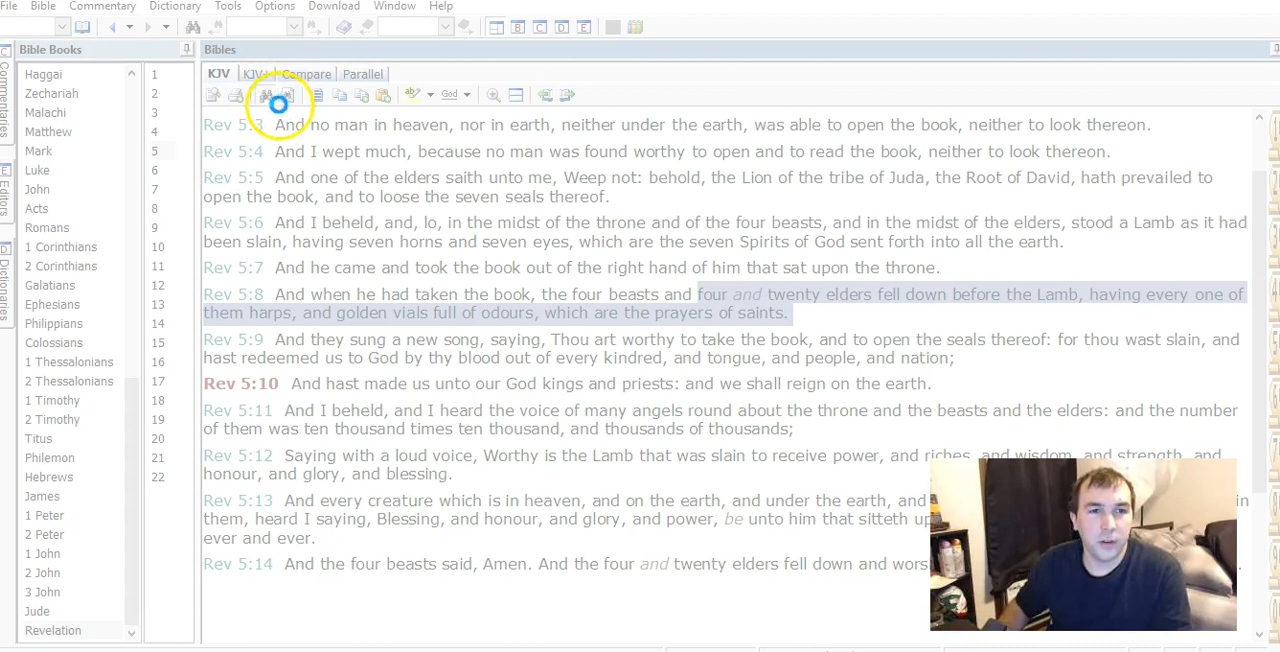 File Bible Commentary Dictionary Tools Options Download Window Help
Bible Books
Bibles
KJV KJV+ Compare Parallel
God
B C D E
Commentaries
Editors
Dictionaries
Haggai
Zechariah
Malachi
Matthew
Mark
Luke
John
Acts
Romans
1 Corinthians
2 Corinthians
Galatians
Ephesians
Philippians
Colossians
1 Thessalonians
2 Thessalonians
1 Timothy
2 Timothy
Titus
Philemon
Hebrews
James
1 Peter
2 Peter
1 John
2 John
3 John
Jude
Revelation
1
2
3
4
5
6
7
8
9
10
11
12
13
14
15
16
17
18
19
20
21
22
Rev 5:3 And no man in heaven, nor in earth, neither under the earth, was able to open the book, neither to look thereon.
Rev 5:4 And I wept much, because no man was found worthy to open and to read the book, neither to look thereon.
Rev 5:5 And one of the elders saith unto me, Weep not: behold, the Lion of the tribe of Juda, the Root of David, hath prevailed to
open the book, and to loose the seven seals thereof.
Rev 5:6 And I beheld, and, lo, in the midst of the throne and of the four beasts, and in the midst of the elders, stood a Lamb as it had
been slain, having seven horns and seven eyes, which are the seven Spirits of God sent forth into all the earth.
Rev 5:7 And he came and took the book out of the right hand of him that sat upon the throne.
Rev 5:8 And when he had taken the book, the four beasts and four and twenty elders fell down before the Lamb, having every one of
them harps, and golden vials full of odours, which are the prayers of saints.
Rev 5:9 And they sung a new song, saying, Thou art worthy to take the book, and to open the seals thereof: for thou wast slain, and
hast redeemed us to God by thy blood out of every kindred, and tongue, and people, and nation;
Rev 5:10 And hast made us unto our God kings and priests: and we shall reign on the earth.
Rev 5:11 And I beheld, and I heard the voice of many angels round about the throne and the beasts and the elders: and the number
of them was ten thousand times ten thousand, and thousands of thousands;
Rev 5:12 Saying with a loud voice, Worthy is the Lamb that was slain to receive power, and riches, and wisdom, and strength, and
honour, and glory, and blessing.
Rev 5:13 And every creature which is in heaven, and on the earth, and under the earth, and in
them, heard I saying, Blessing, and honour, and glory, and power, be unto him that sitteth
ever and ever.
Rev 5:14 And the four beasts said, Amen. And the four and twenty elders fell down and